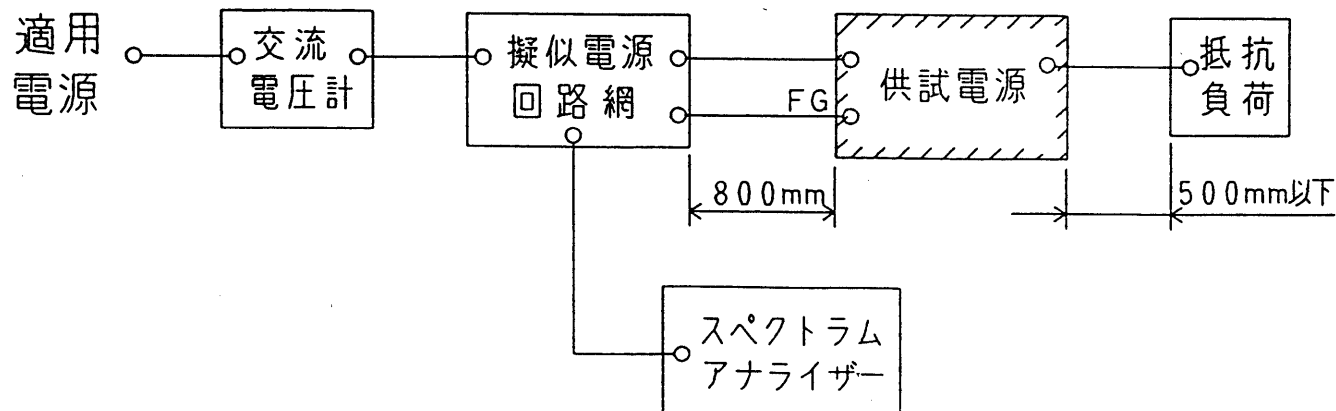 適用
電源
交流
電圧計
擬似電源
回路網
FG
供試電源
抵抗
負荷
800mm
500mm以下
スペクトラム
アナライザー